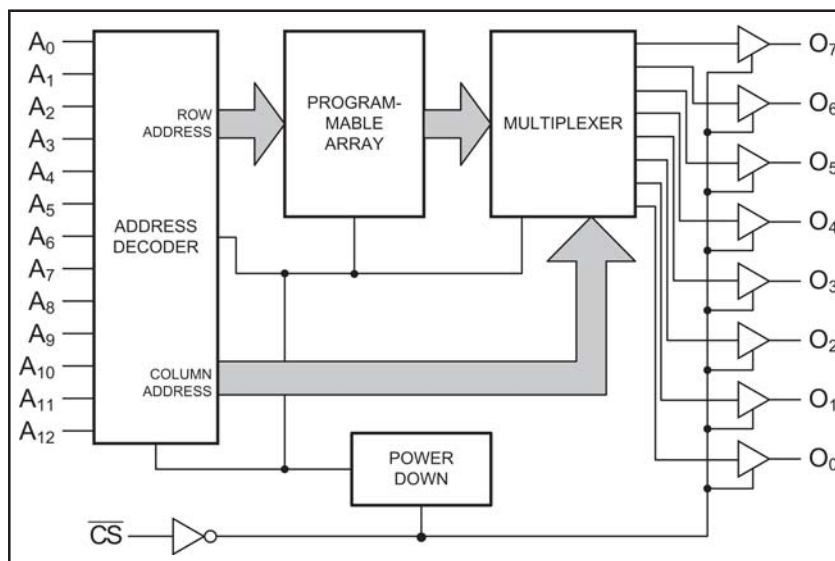 A₀
A₁
A₂
A₃
A₄
A₅
A₆
A₇
A₈
A₉
A₁₀
A₁₁
A₁₂
ROW
ADDRESS
ADDRESS
DECODER
COLUMN
ADDRESS
PROGRAM-
MABLE
ARRAY
MULTIPLEXER
POWER
DOWN
C̅S̅
O₇
O₆
O₅
O₄
O₃
O₂
O₁
O₀